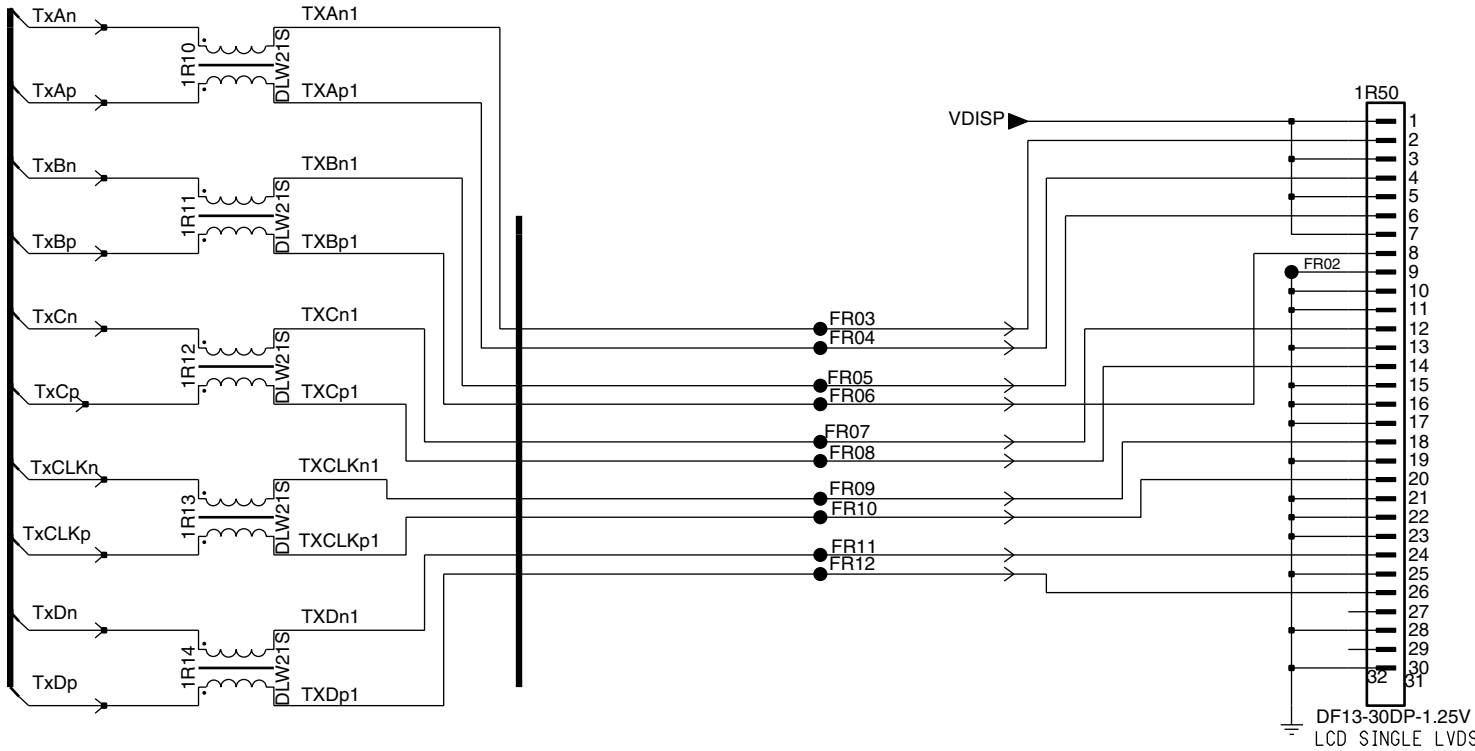 TxAn
TXAn1
1R10
DLW21S
TxAp
TXAp1
TxBn
TXBn1
1R11
DLW21S
TxBp
TXBp1
TxCn
TXCn1
1R12
DLW21S
TxCp
TXCp1
TxCLKn
TXCLKn1
1R13
DLW21S
TxCLKp
TXCLKp1
TxDn
TXDn1
1R14
DLW21S
TxDp
TXDp1
FR03
FR04
FR05
FR06
FR07
FR08
FR09
FR10
FR11
FR12
VDISP
FR02
1R50
1
2
3
4
5
6
7
8
9
10
11
12
13
14
15
16
17
18
19
20
21
22
23
24
25
26
27
28
29
30
32
31
DF13-30DP-1.25V
LCD SINGLE LVDS